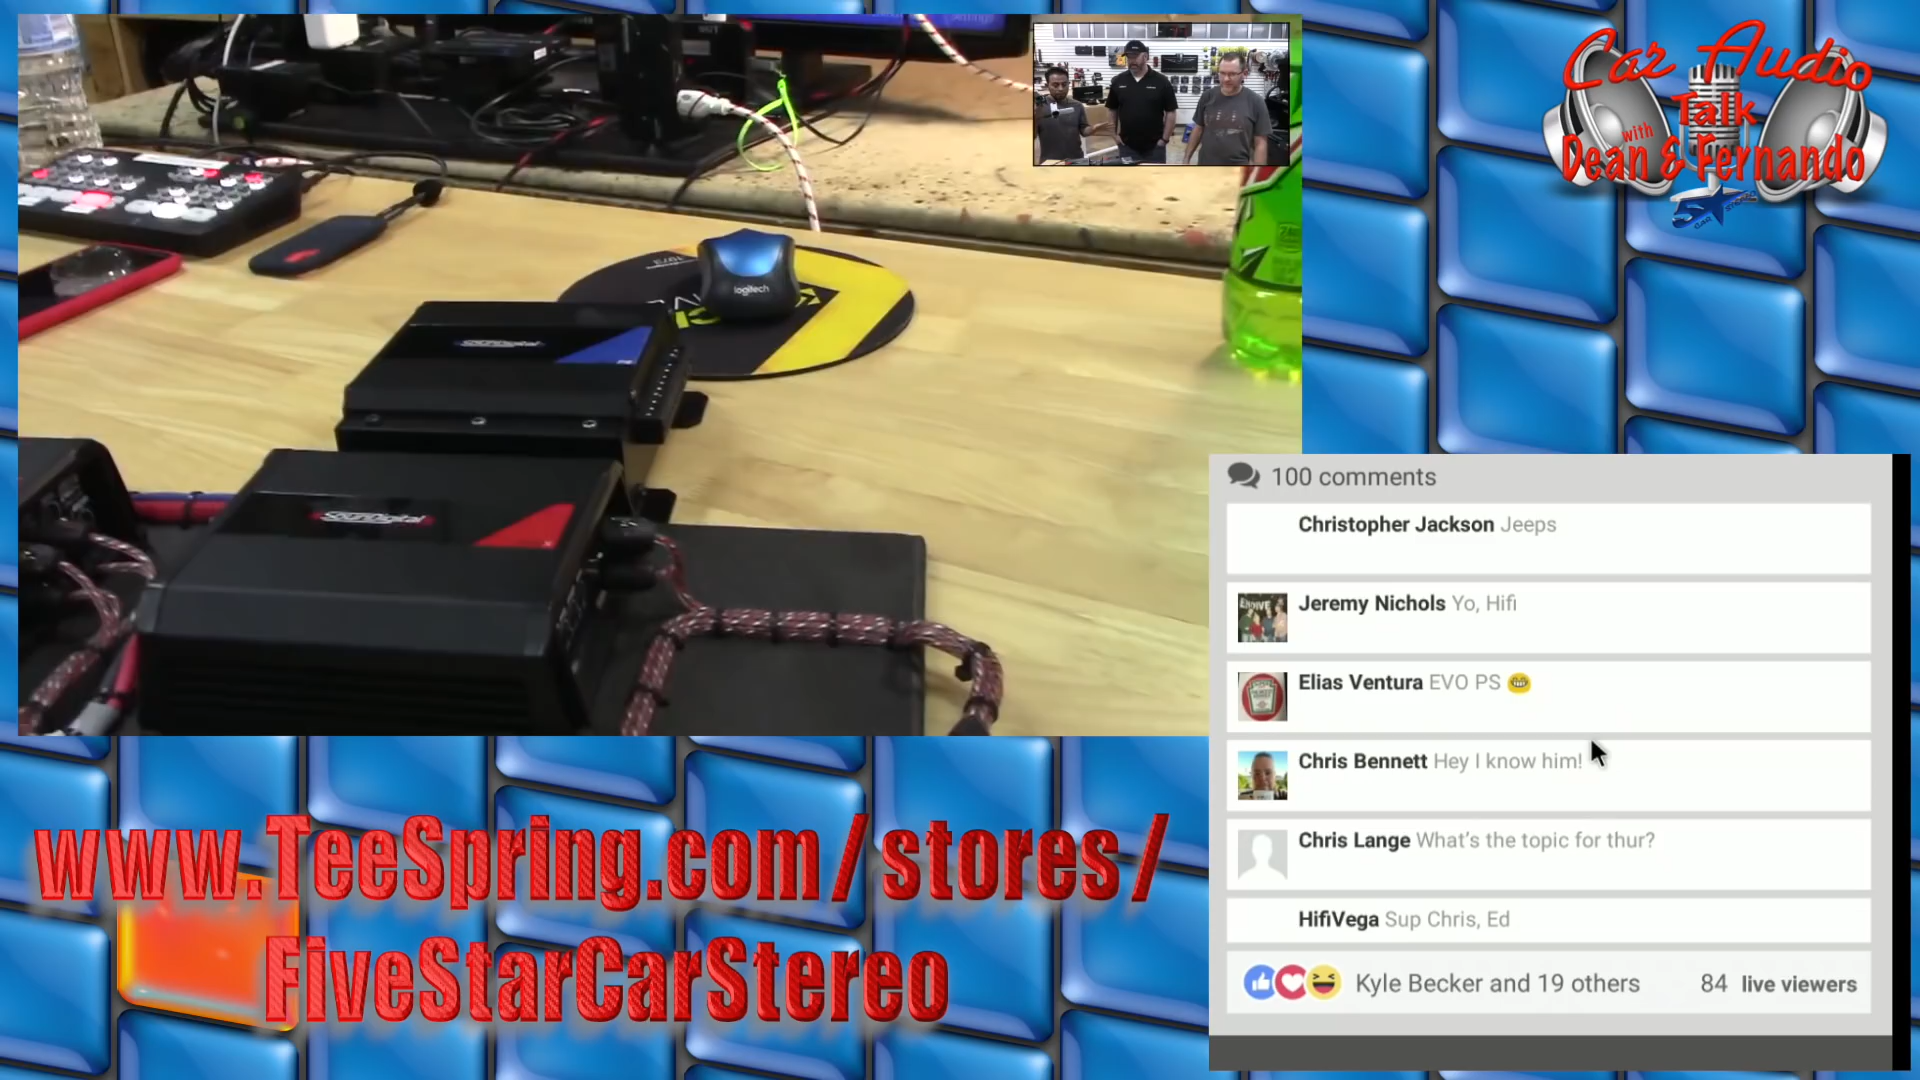 Car Audio
Talk
with
Dean & Fernando
logitech
SounDigital
SounDigital
100 comments
Christopher Jackson Jeeps
Jeremy Nichols Yo, Hifi
Elias Ventura EVO PS 😁
Chris Bennett Hey I know him!
Chris Lange What's the topic for thur?
HifiVega Sup Chris, Ed
Kyle Becker and 19 others 84 live viewers
www.TeeSpring.com/stores/
FiveStarCarStereo